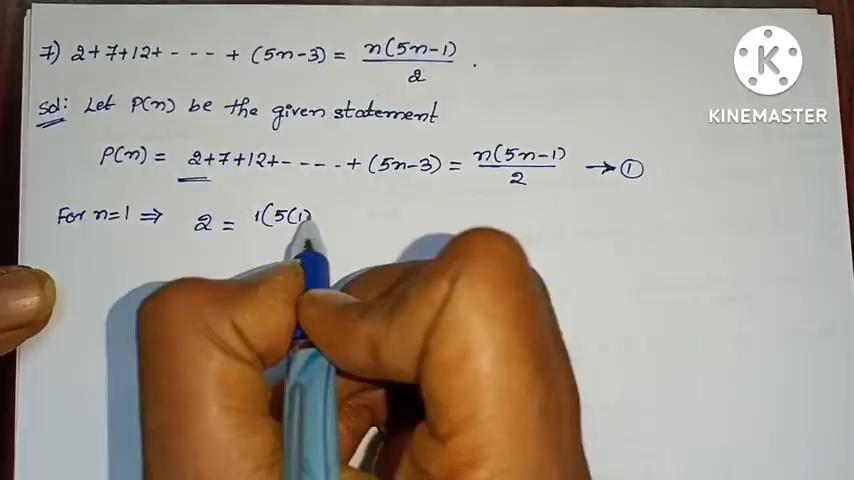 7) 2+7+12+ - - - - + (5n-3) = n(5n-1)/2 .
Sol: Let P(n) be the given statement
P(n) = 2+7+12+- - - - . + (5n-3) = n(5n-1)/2 → ①
For n=1 ⇒ 2 = 1(5(1)
K
KINEMASTER